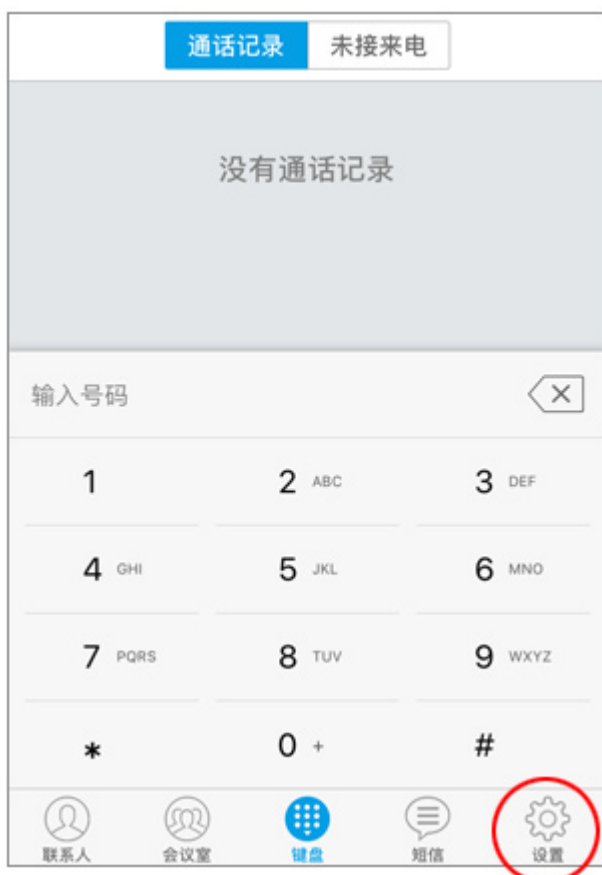 通话记录 未接来电
没有通话记录
输入号码
1 2 ABC 3 DEF
4 GHI 5 JKL 6 MNO
7 PQRS 8 TUV 9 WXYZ
* 0 + #
联系人 会议室 键盘 短信 设置